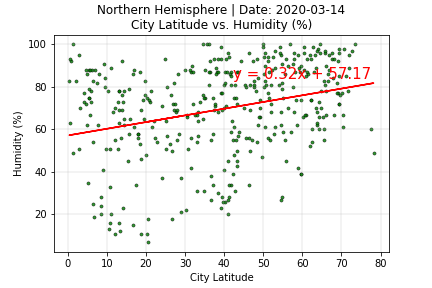 Northern Hemisphere | Date: 2020-03-14
City Latitude vs. Humidity (%)
100
80
60
40
20
Humidity (%)
y = 0.32x + 57.17
0 10 20 30 40 50 60 70 80
City Latitude